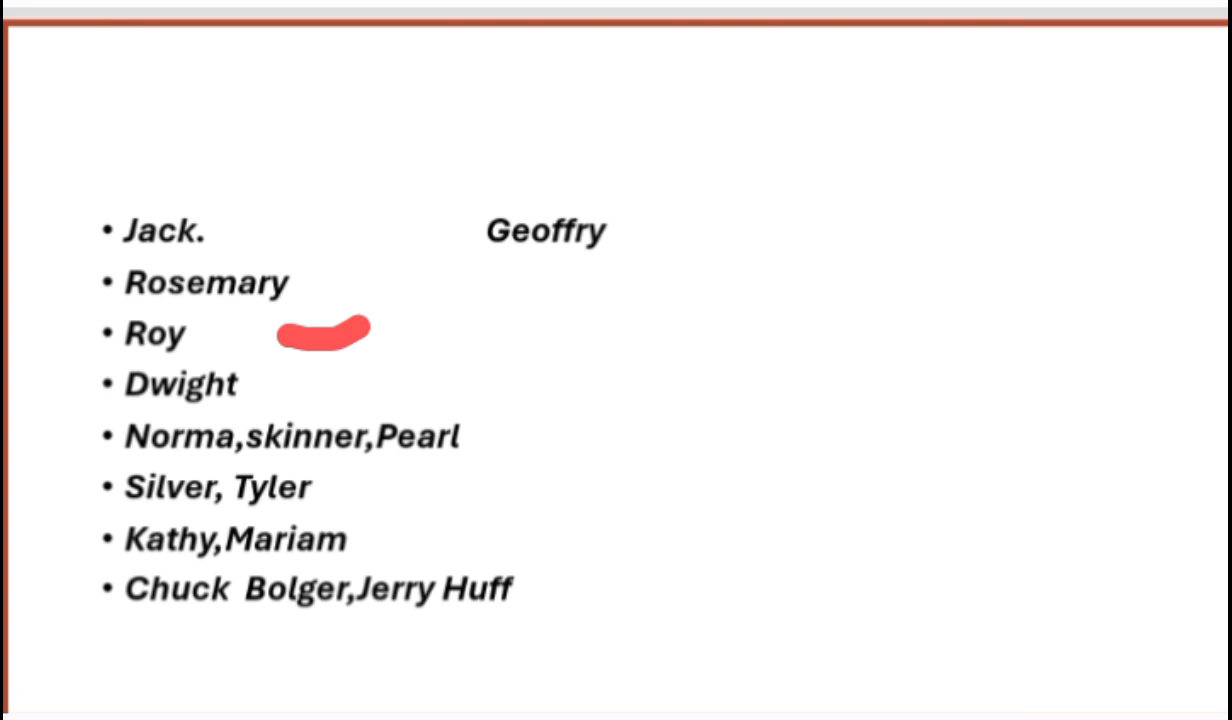 • Jack. Geoffry
• Rosemary
• Roy
• Dwight
• Norma,skinner,Pearl
• Silver, Tyler
• Kathy,Mariam
• Chuck Bolger,Jerry Huff